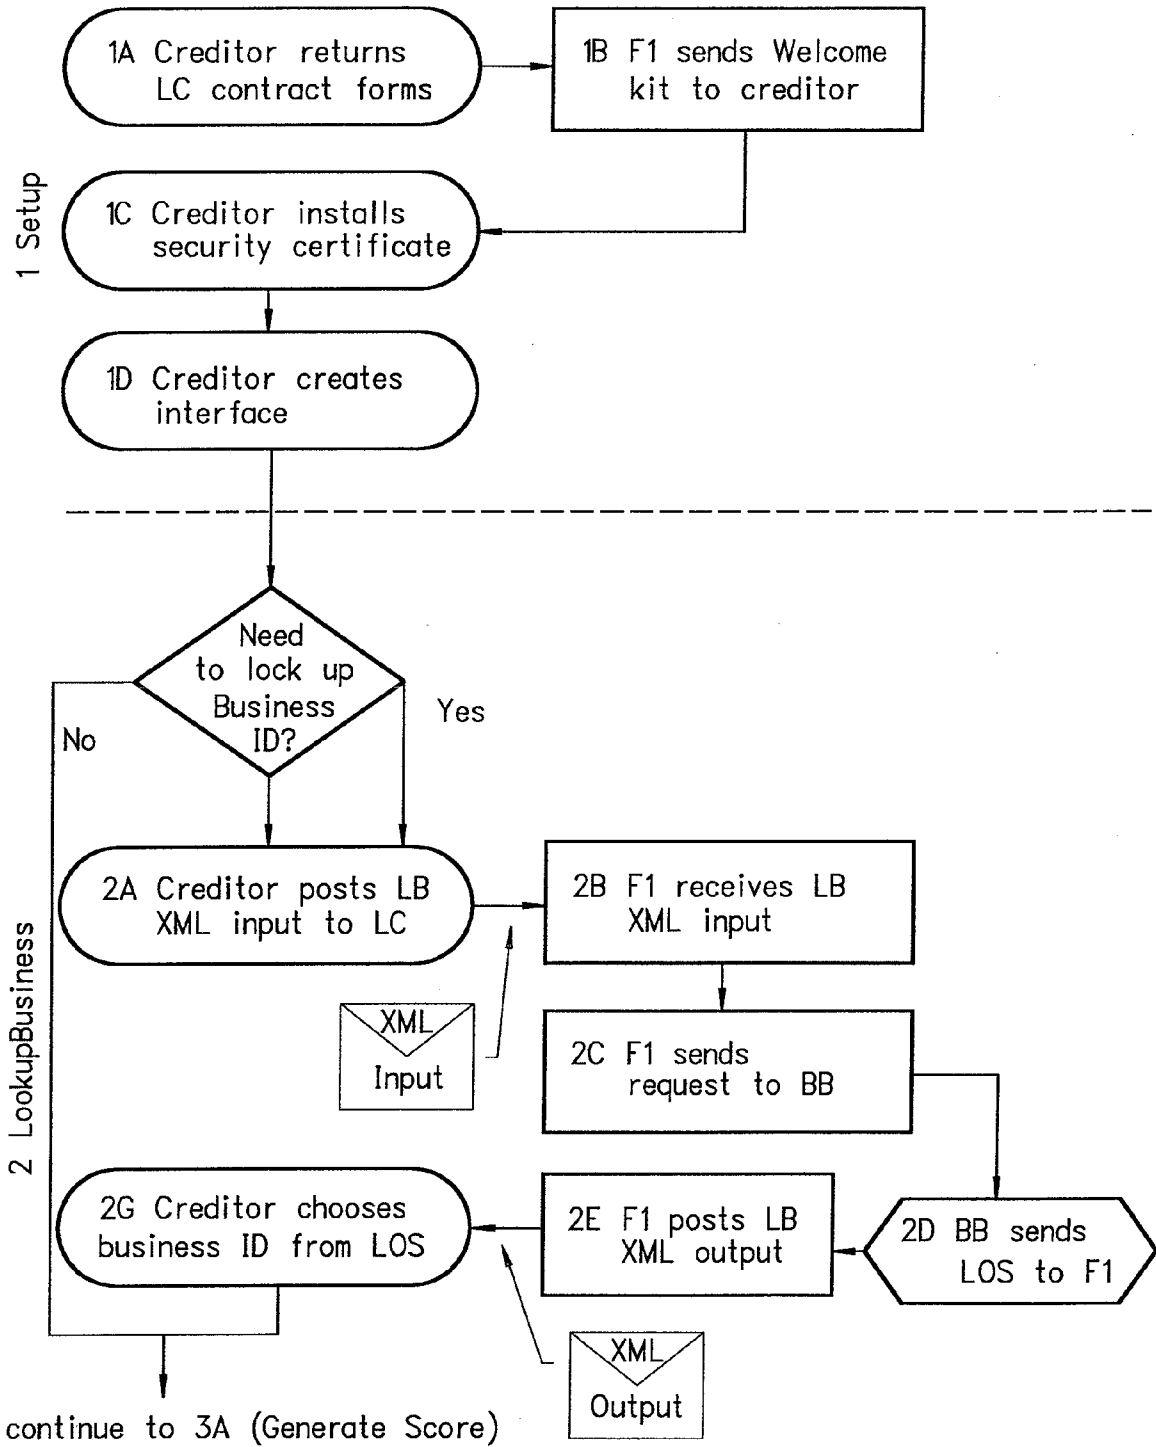 1A Creditor returns
LC contract forms
1B F1 sends Welcome
kit to creditor
1 Setup
1C Creditor installs
security certificate
1D Creditor creates
interface
Need
to lock up
Business
ID?
No
Yes
2 LookupBusiness
2A Creditor posts LB
XML input to LC
2B F1 receives LB
XML input
XML
Input
2C F1 sends
request to BB
2G Creditor chooses
business ID from LOS
2E F1 posts LB
XML output
2D BB sends
LOS to F1
XML
Output
continue to 3A (Generate Score)